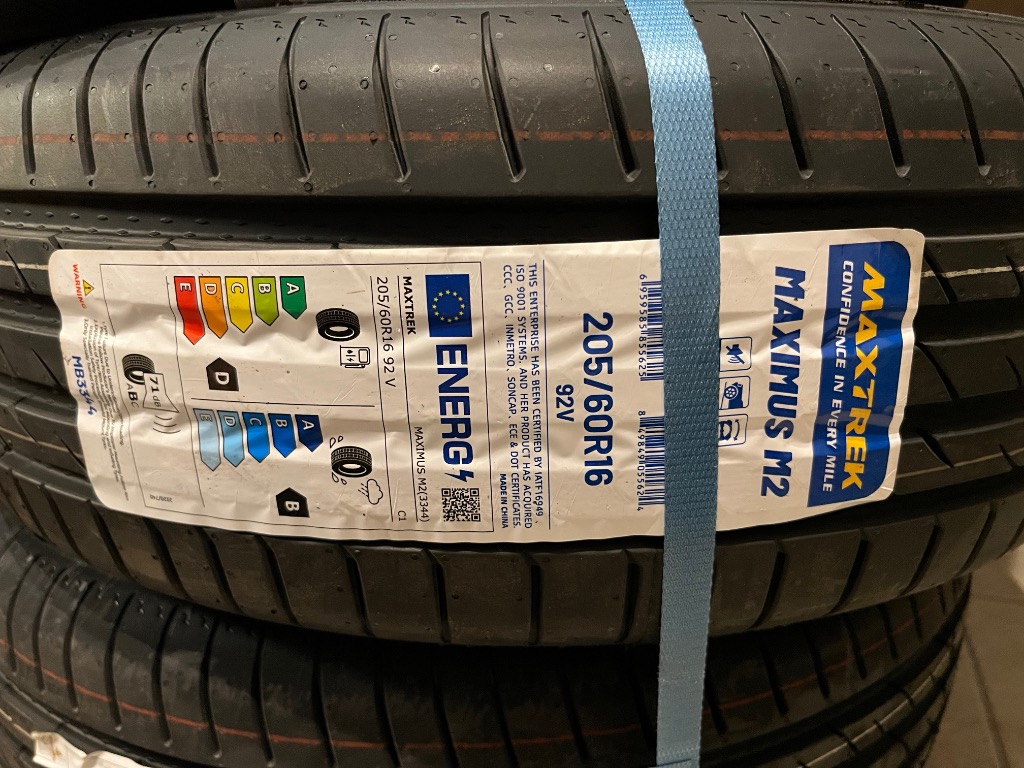 MAXTREK
CONFIDENCE IN EVERY MILE
MAXIMUS M2
205/60R16
92V
THIS ENTERPRISE HAS BEEN CERTIFIED BY IATF16949 ,
ISO 9001 SYSTEMS. AND HER PRODUCT HAS ACQUIRED
CCC, GCC, INMETRO, SONCAP, ECE & DOT CERTIFICATES.
MADE IN CHINA
ENERG
MAXTREK
MAXIMUS M2(3344)
205/60R16 92 V
C1
A
B
C
D
E
D
A
B
C
D
E
B
71 dB
ABC
WARNING